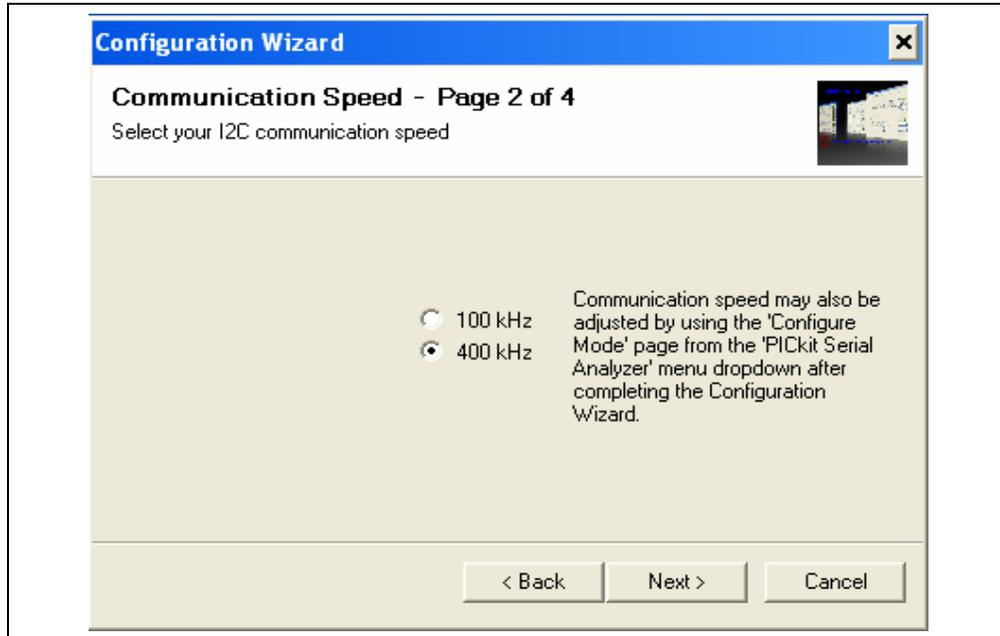 Configuration Wizard
Communication Speed - Page 2 of 4
Select your I2C communication speed
100 kHz
400 kHz
Communication speed may also be
adjusted by using the 'Configure
Mode' page from the 'PICkit Serial
Analyzer' menu dropdown after
completing the Configuration
Wizard.
< Back
Next >
Cancel